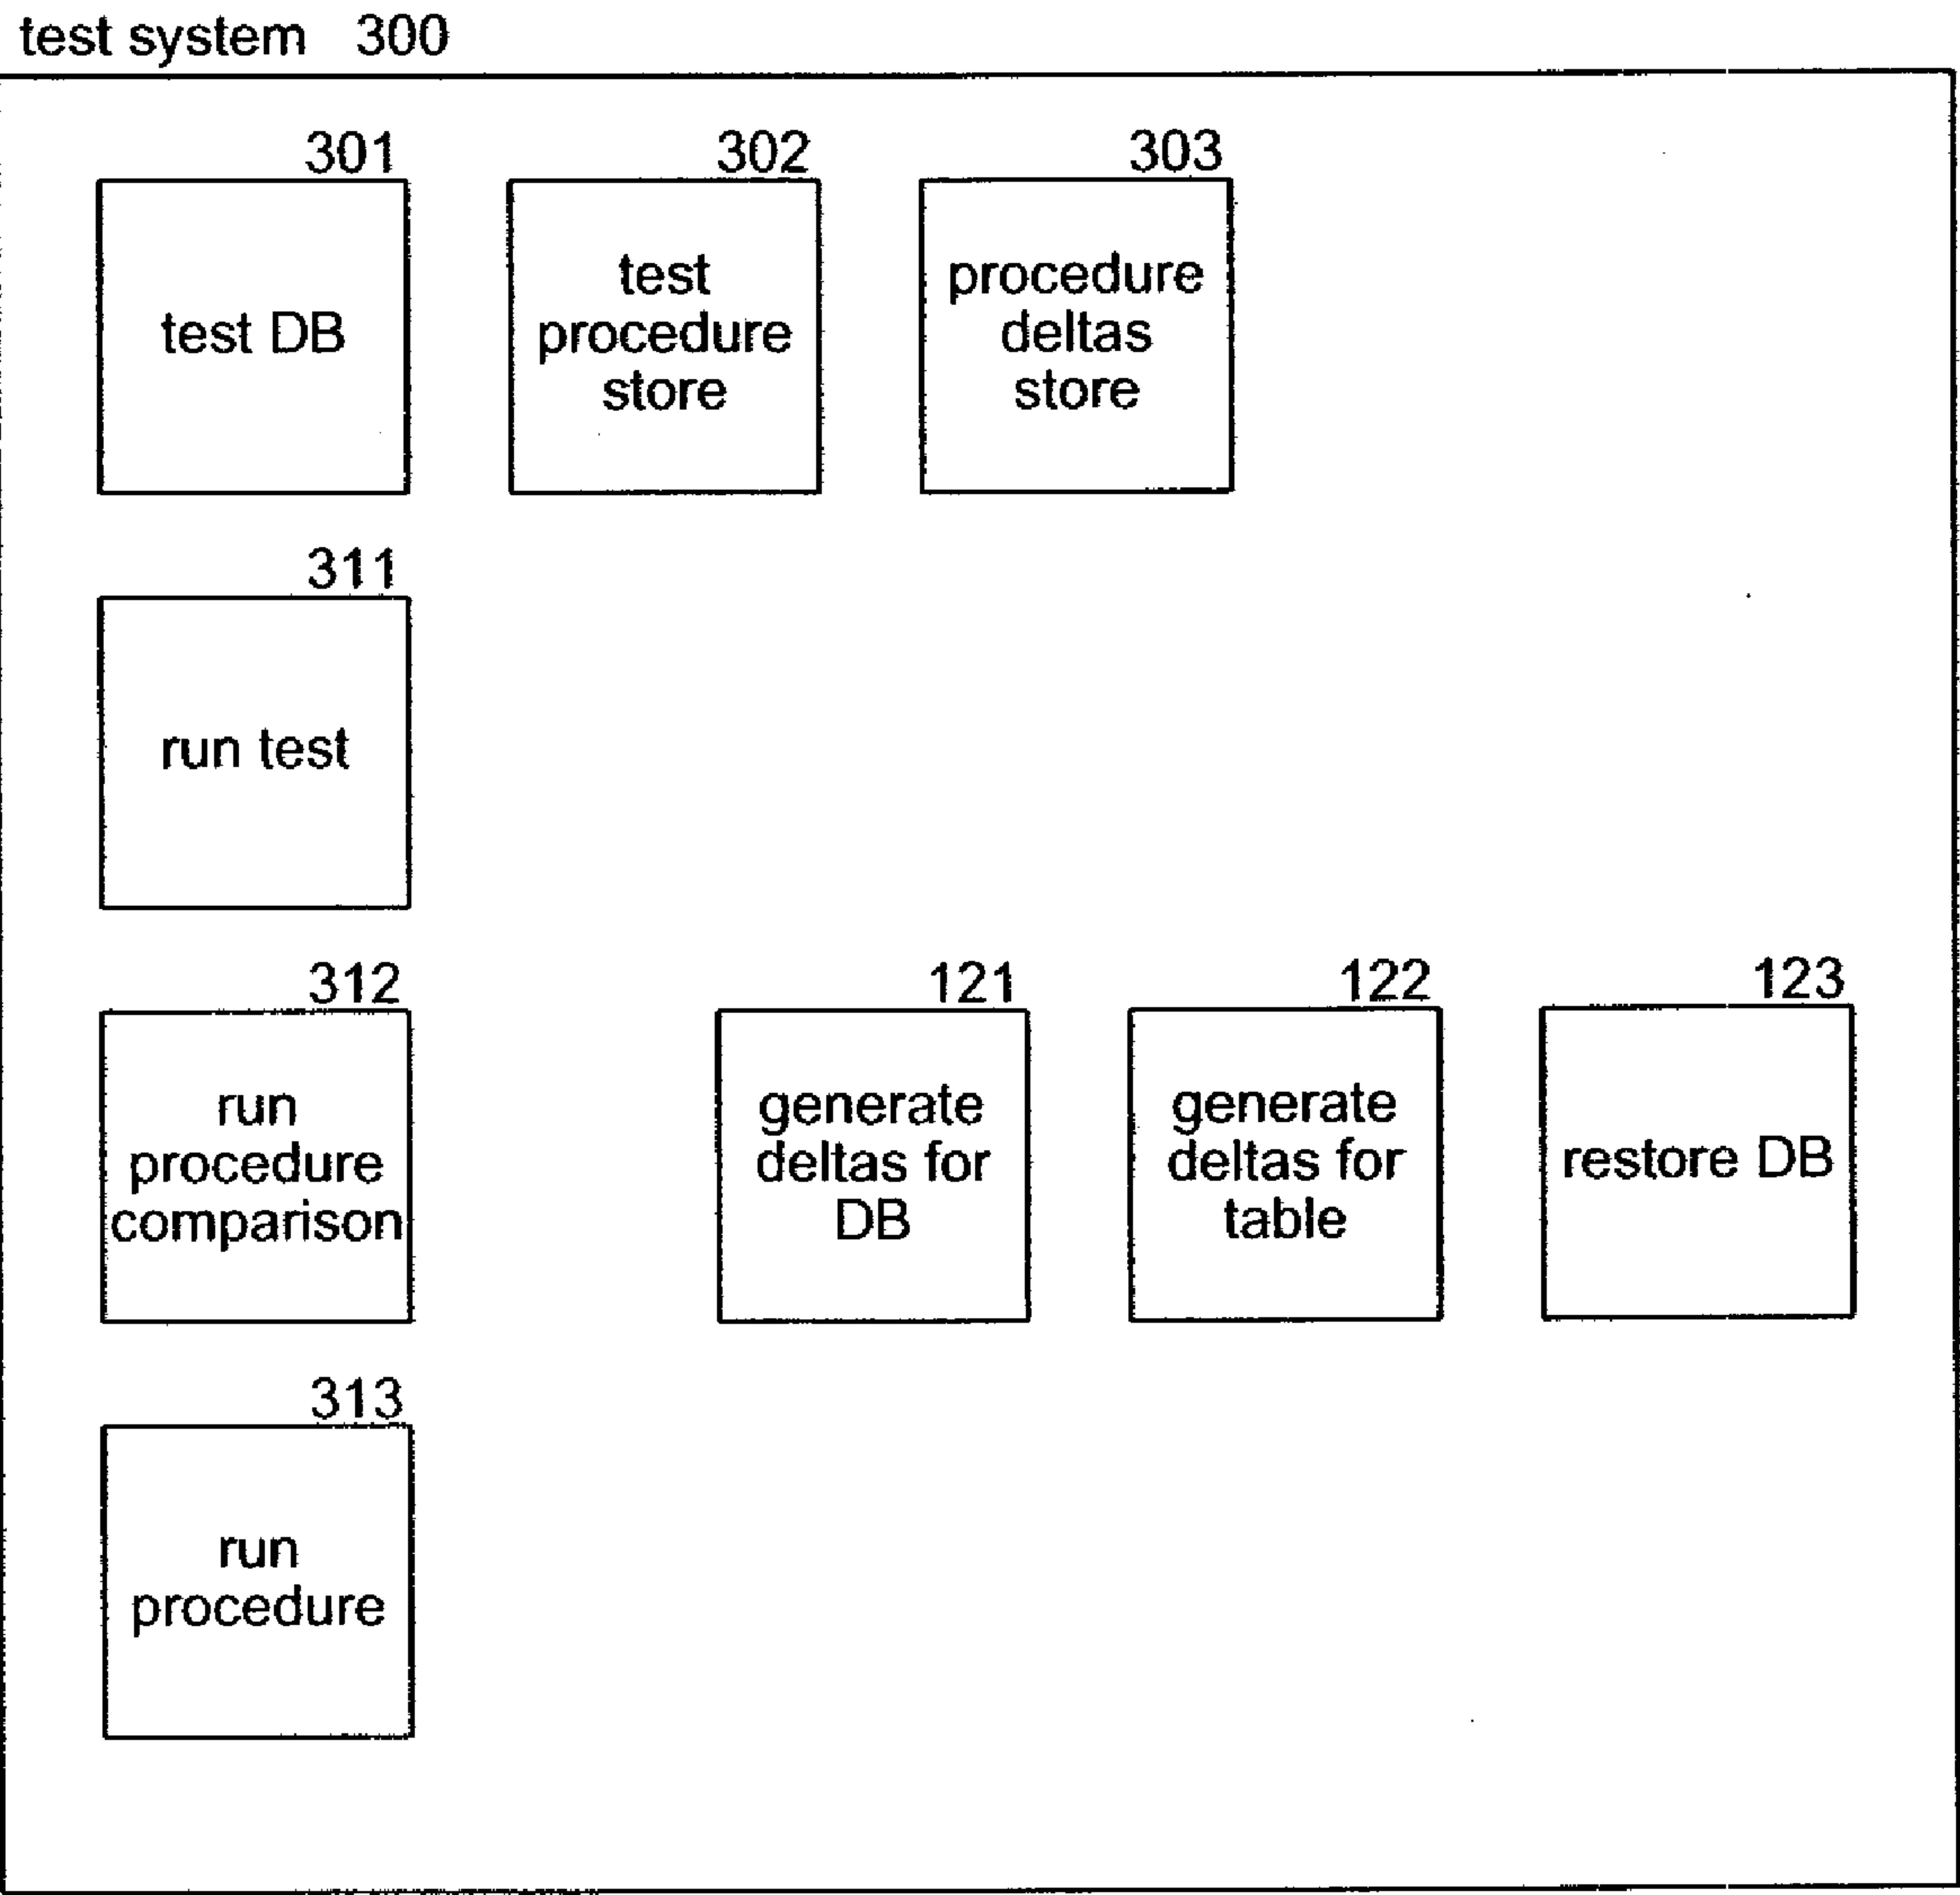 test system 300
301
302
303
test DB
test
procedure
store
procedure
deltas
store
311
run test
312
121
122
123
run
procedure
comparison
generate
deltas for
DB
generate
deltas for
table
restore DB
313
run
procedure